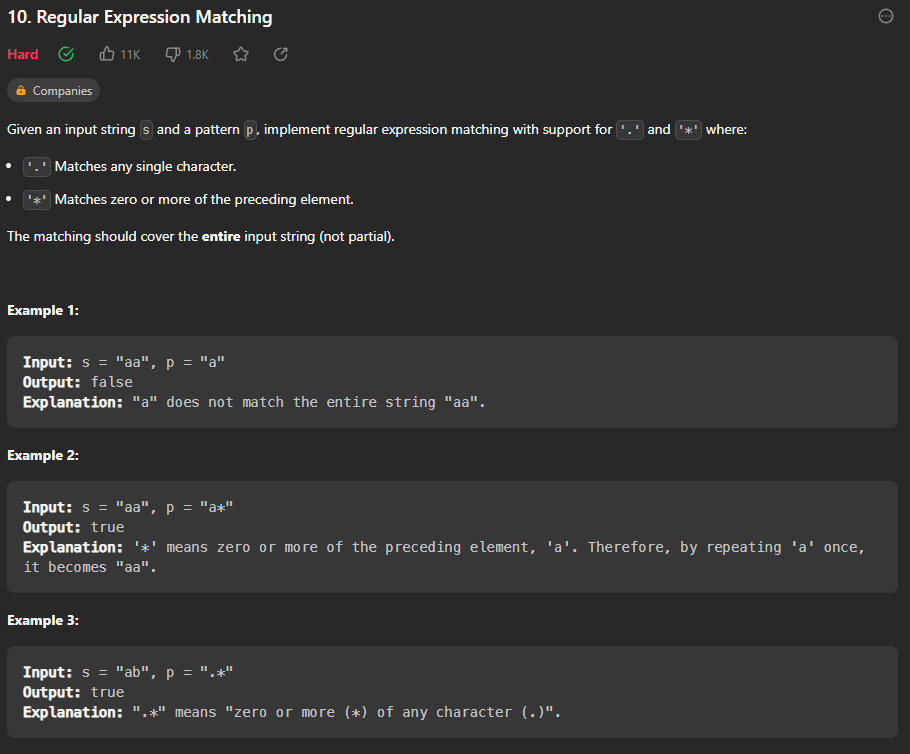 10. Regular Expression Matching
Hard 11K 1.8K
Companies
Given an input string s and a pattern p, implement regular expression matching with support for '.' and '*' where:
• '.' Matches any single character.
• '*' Matches zero or more of the preceding element.
The matching should cover the entire input string (not partial).
Example 1:
Input: s = "aa", p = "a"
Output: false
Explanation: "a" does not match the entire string "aa".
Example 2:
Input: s = "aa", p = "a*"
Output: true
Explanation: '*' means zero or more of the preceding element, 'a'. Therefore, by repeating 'a' once,
it becomes "aa".
Example 3:
Input: s = "ab", p = ".*"
Output: true
Explanation: ".*" means "zero or more (*) of any character (.)".